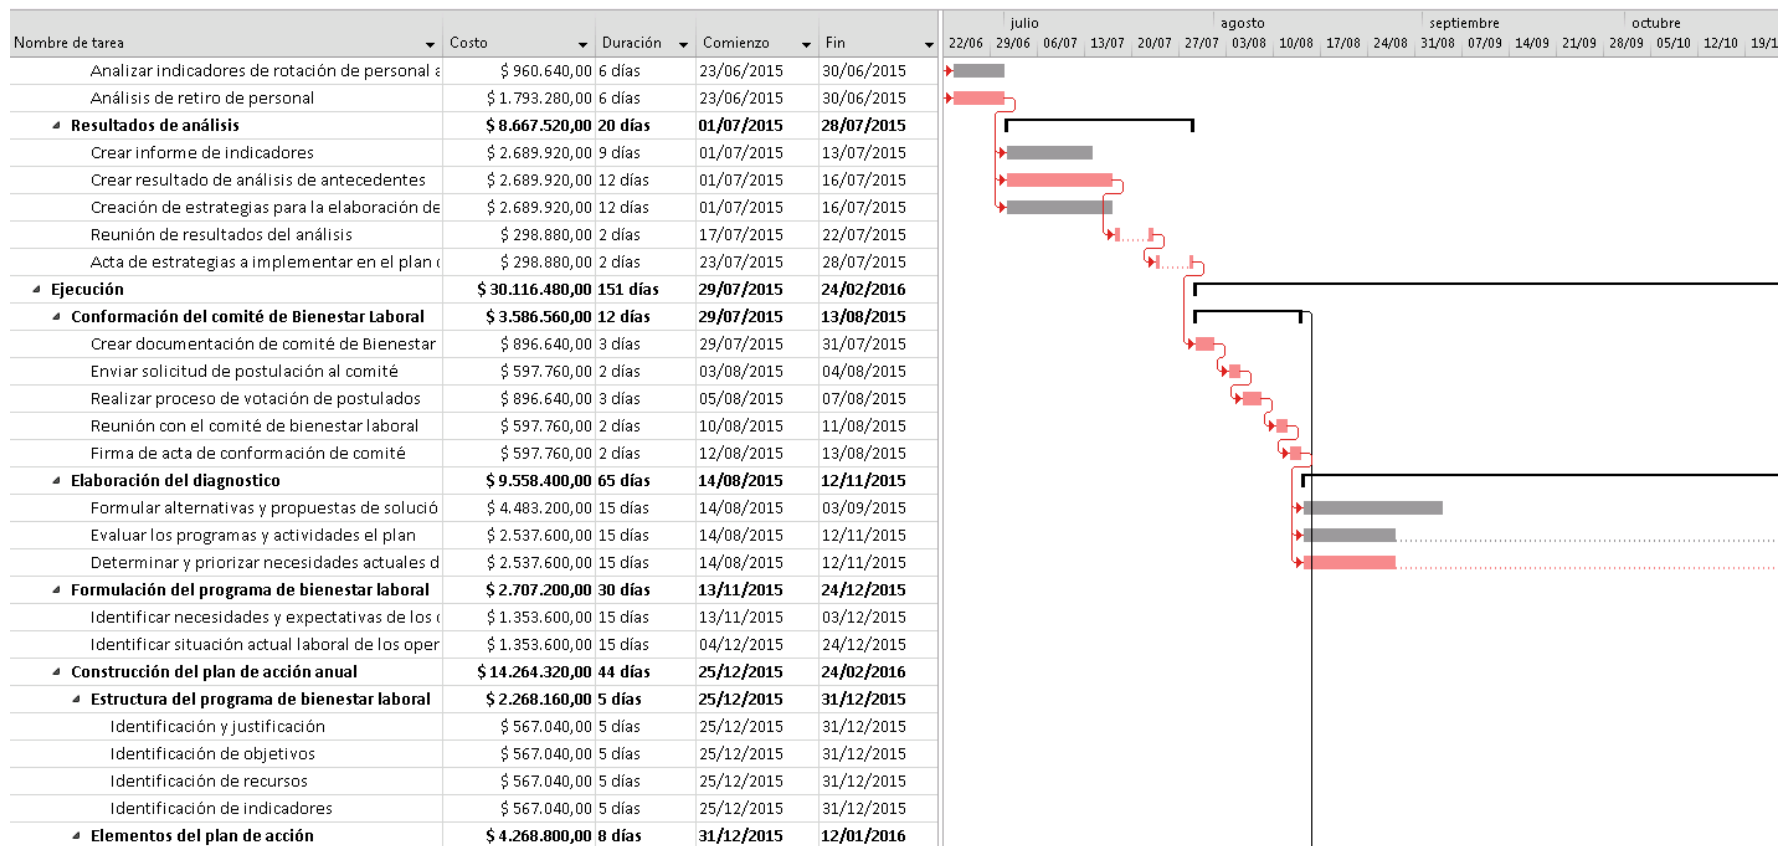 julio agosto septiembre octubre
Nombre de tarea Costo Duración Comienzo Fin 22/06 29/06 06/07 13/07 20/07 27/07 03/08 10/08 17/08 24/08 31/08 07/09 14/09 21/09 28/09 05/10 12/10 19/1
Analizar indicadores de rotación de personal a $ 960.640,00 6 días 23/06/2015 30/06/2015
Análisis de retiro de personal $ 1.793.280,00 6 días 23/06/2015 30/06/2015
Resultados de análisis $ 8.667.520,00 20 días 01/07/2015 28/07/2015
Crear informe de indicadores $ 2.689.920,00 9 días 01/07/2015 13/07/2015
Crear resultado de análisis de antecedentes $ 2.689.920,00 12 días 01/07/2015 16/07/2015
Creación de estrategias para la elaboración de $ 2.689.920,00 12 días 01/07/2015 16/07/2015
Reunión de resultados del análisis $ 298.880,00 2 días 17/07/2015 22/07/2015
Acta de estrategias a implementar en el plan $ 298.880,00 2 días 23/07/2015 28/07/2015
Ejecución $ 30.116.480,00 151 días 29/07/2015 24/02/2016
Conformación del comité de Bienestar Laboral $ 3.586.560,00 12 días 29/07/2015 13/08/2015
Crear documentación de comité de Bienestar $ 896.640,00 3 días 29/07/2015 31/07/2015
Enviar solicitud de postulación al comité $ 597.760,00 2 días 03/08/2015 04/08/2015
Realizar proceso de votación de postulados $ 896.640,00 3 días 05/08/2015 07/08/2015
Reunión con el comité de bienestar laboral $ 597.760,00 2 días 10/08/2015 11/08/2015
Firma de acta de conformación de comité $ 597.760,00 2 días 12/08/2015 13/08/2015
Elaboración del diagnostico $ 9.558.400,00 65 días 14/08/2015 12/11/2015
Formular alternativas y propuestas de solució $ 4.483.200,00 15 días 14/08/2015 03/09/2015
Evaluar los programas y actividades el plan $ 2.537.600,00 15 días 14/08/2015 12/11/2015
Determinar y priorizar necesidades actuales d $ 2.537.600,00 15 días 14/08/2015 12/11/2015
Formulación del programa de bienestar laboral $ 2.707.200,00 30 días 13/11/2015 24/12/2015
Identificar necesidades y expectativas de los $ 1.353.600,00 15 días 13/11/2015 03/12/2015
Identificar situación actual laboral de los oper $ 1.353.600,00 15 días 04/12/2015 24/12/2015
Construcción del plan de acción anual $ 14.264.320,00 44 días 25/12/2015 24/02/2016
Estructura del programa de bienestar laboral $ 2.268.160,00 5 días 25/12/2015 31/12/2015
Identificación y justificación $ 567.040,00 5 días 25/12/2015 31/12/2015
Identificación de objetivos $ 567.040,00 5 días 25/12/2015 31/12/2015
Identificación de recursos $ 567.040,00 5 días 25/12/2015 31/12/2015
Identificación de indicadores $ 567.040,00 5 días 25/12/2015 31/12/2015
Elementos del plan de acción $ 4.268.800,00 8 días 31/12/2015 12/01/2016